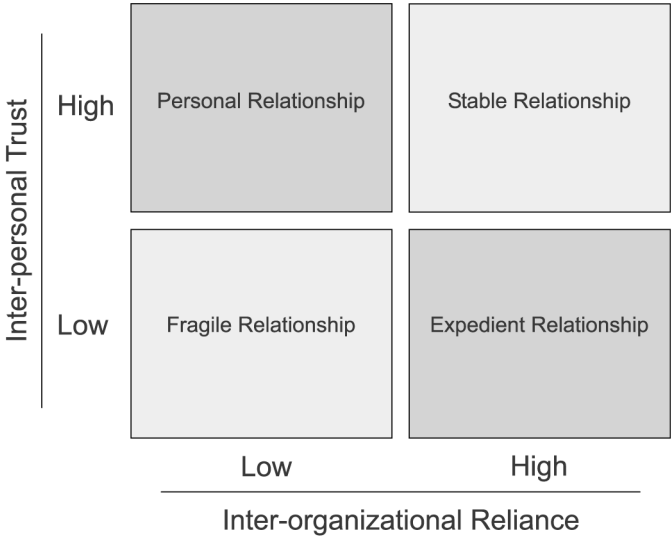 Inter-personal Trust
High
Personal Relationship
Stable Relationship
Low
Fragile Relationship
Expedient Relationship
Low
High
Inter-organizational Reliance